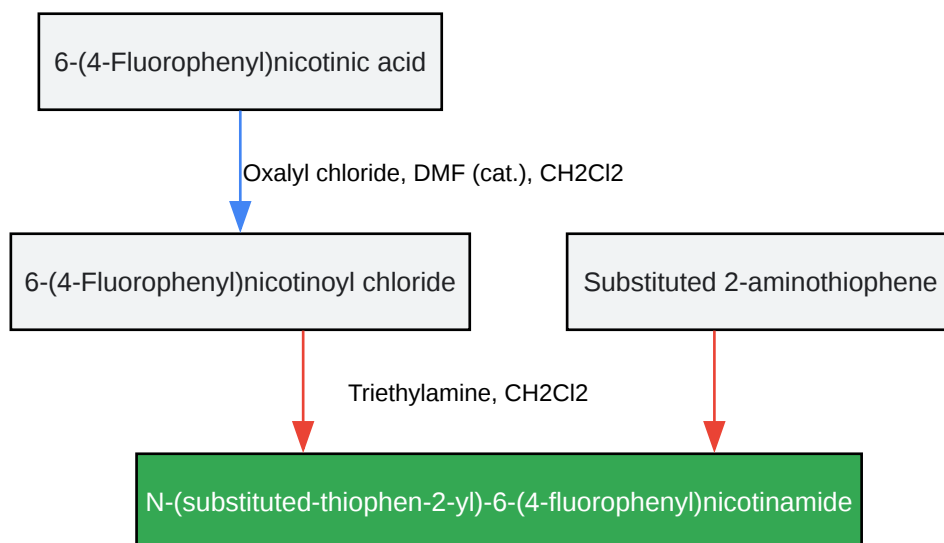 6-(4-Fluorophenyl)nicotinic acid
Oxalyl chloride, DMF (cat.), CH2Cl2
6-(4-Fluorophenyl)nicotinoyl chloride
Substituted 2-aminothiophene
Triethylamine, CH2Cl2
N-(substituted-thiophen-2-yl)-6-(4-fluorophenyl)nicotinamide